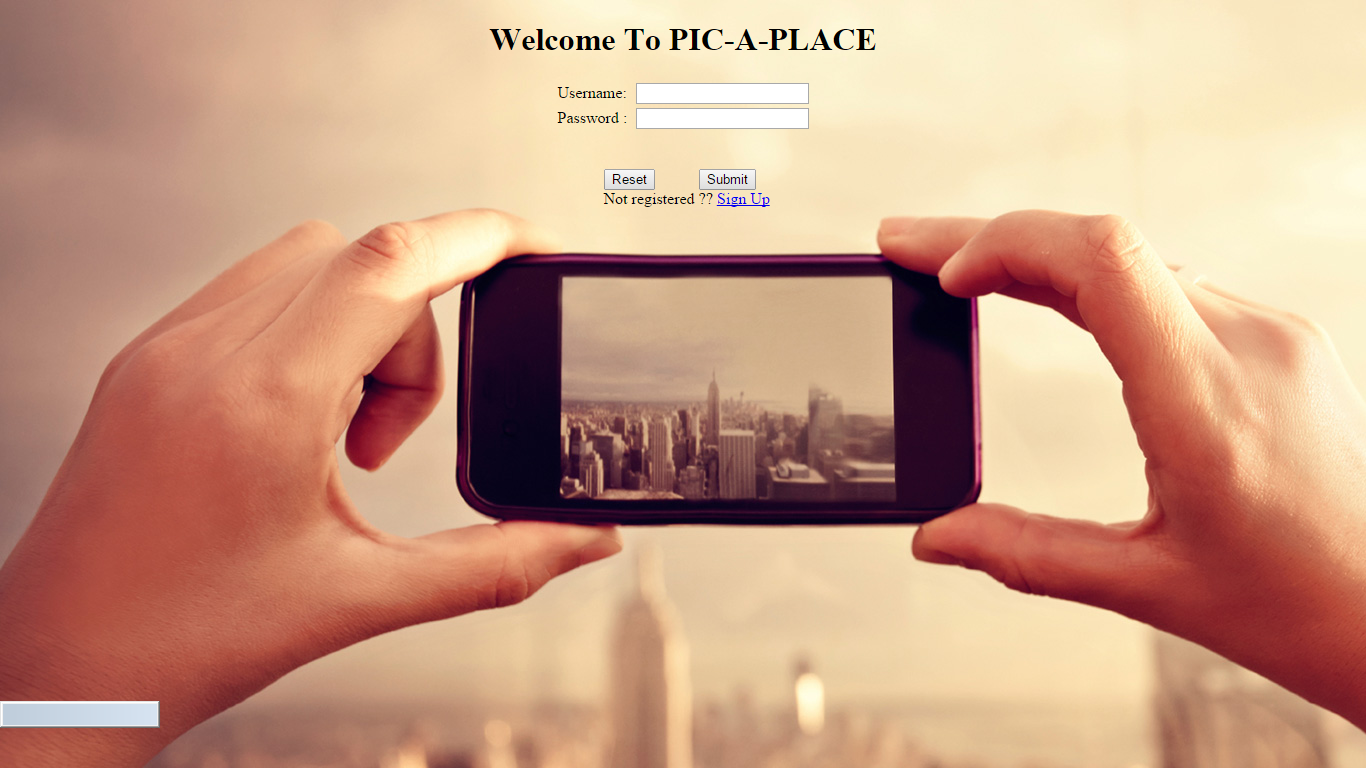 Welcome To PIC-A-PLACE
Username:
Password :
Reset Submit
Not registered ?? Sign Up